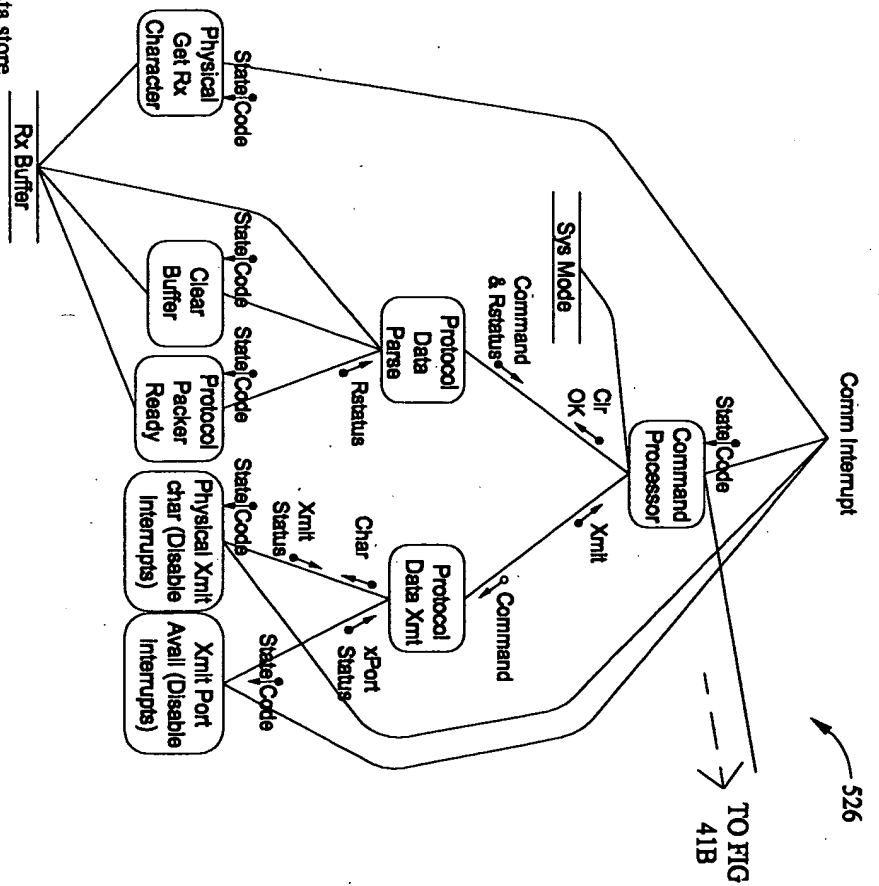 526
Comm Interrupt
TO FIG
41B
State Code
Command
Processor
Sys Mode
Clr
OK
Xmit
Command
& Rstatus
Command
Protocol
Data
Parse
Protocol
Data Xmt
Rstatus
Char
Xmit
Status
xPort
Status
State Code
Physical
Get Rx
Character
State Code
Clear
Buffer
State Code
Protocol
Packer
Ready
State Code
Physical Xmit
char (Disable
Interrupts)
State Code
Xmit Port
Avail (Disable
Interrupts)
Rx Buffer
ta store